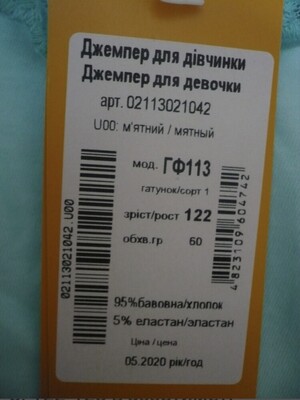 Джемпер для дівчинки
Джемпер для девочки
арт. 02113021042
U00: м'ятний / мятный
мод. ГФ113
гатунок/сорт 1
зріст/рост 122
обхв.гр 60
95%бавовна/хлопок
5% еластан/эластан
Ціна /цена
05.2020 рік/год
02113021042.U00
4823109604742